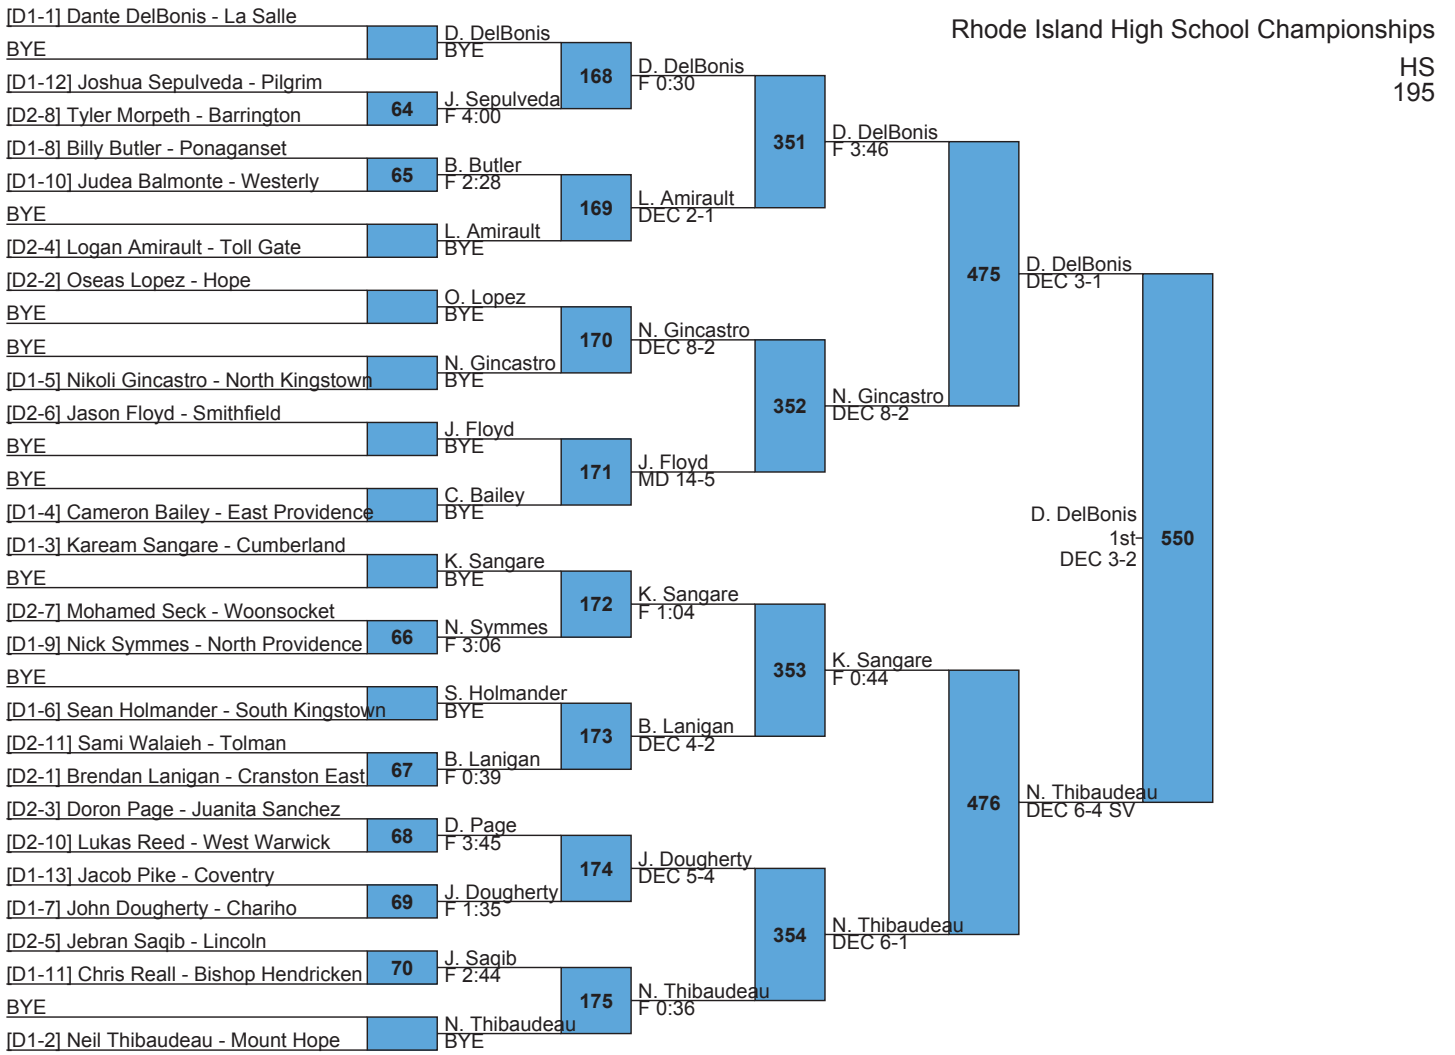 Rhode Island High School Championships
HS
195
[D1-1] Dante DelBonis - La Salle
BYE
[D1-12] Joshua Sepulveda - Pilgrim
[D2-8] Tyler Morpeth - Barrington
[D1-8] Billy Butler - Ponaganset
[D1-10] Judea Balmonte - Westerly
BYE
[D2-4] Logan Amirault - Toll Gate
[D2-2] Oseas Lopez - Hope
BYE
BYE
[D1-5] Nikoli Gincastro - North Kingstown
[D2-6] Jason Floyd - Smithfield
BYE
BYE
[D1-4] Cameron Bailey - East Providence
[D1-3] Kaream Sangare - Cumberland
BYE
[D2-7] Mohamed Seck - Woonsocket
[D1-9] Nick Symmes - North Providence
BYE
[D1-6] Sean Holmander - South Kingstown
[D2-11] Sami Walaieh - Tolman
[D2-1] Brendan Lanigan - Cranston East
[D2-3] Doron Page - Juanita Sanchez
[D2-10] Lukas Reed - West Warwick
[D1-13] Jacob Pike - Coventry
[D1-7] John Dougherty - Chariho
[D2-5] Jebran Saqib - Lincoln
[D1-11] Chris Reall - Bishop Hendricken
BYE
[D1-2] Neil Thibaudeau - Mount Hope
64
65
66
67
68
69
70
D. DelBonis
BYE
J. Sepulveda
F 4:00
B. Butler
F 2:28
L. Amirault
BYE
O. Lopez
BYE
N. Gincastro
BYE
J. Floyd
BYE
C. Bailey
BYE
K. Sangare
BYE
N. Symmes
F 3:06
S. Holmander
BYE
B. Lanigan
F 0:39
D. Page
F 3:45
J. Dougherty
F 1:35
J. Saqib
F 2:44
N. Thibaudeau
BYE
168
169
170
171
172
173
174
175
D. DelBonis
F 0:30
L. Amirault
DEC 2-1
N. Gincastro
DEC 8-2
J. Floyd
MD 14-5
K. Sangare
F 1:04
B. Lanigan
DEC 4-2
J. Dougherty
DEC 5-4
N. Thibaudeau
F 0:36
351
352
353
354
D. DelBonis
F 3:46
N. Gincastro
DEC 8-2
K. Sangare
F 0:44
N. Thibaudeau
DEC 6-1
475
476
D. DelBonis
DEC 3-1
N. Thibaudeau
DEC 6-4 SV
D. DelBonis
1st
DEC 3-2
550